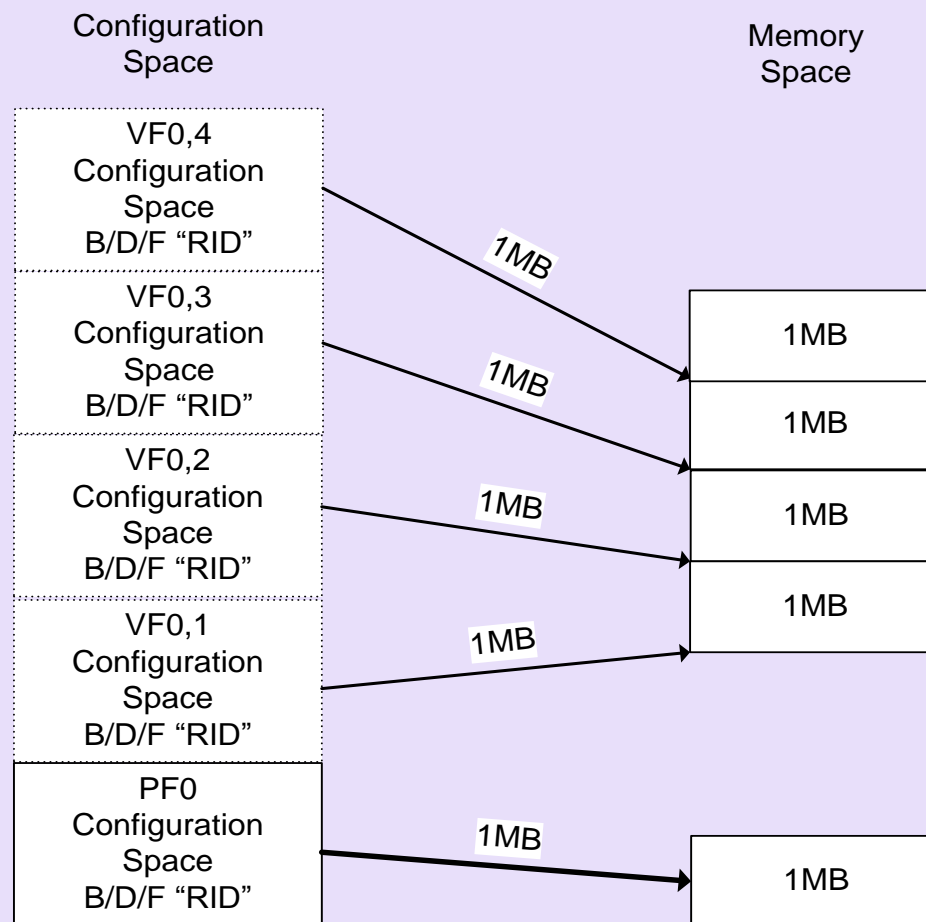 Configuration
Space
Memory
Space
VF0,4
Configuration
Space
B/D/F “RID”
1MB
VF0,3
Configuration
Space
B/D/F “RID”
1MB
1MB
1MB
VF0,2
Configuration
Space
B/D/F “RID”
1MB
1MB
1MB
VF0,1
Configuration
Space
B/D/F “RID”
1MB
PF0
Configuration
Space
B/D/F “RID”
1MB
1MB